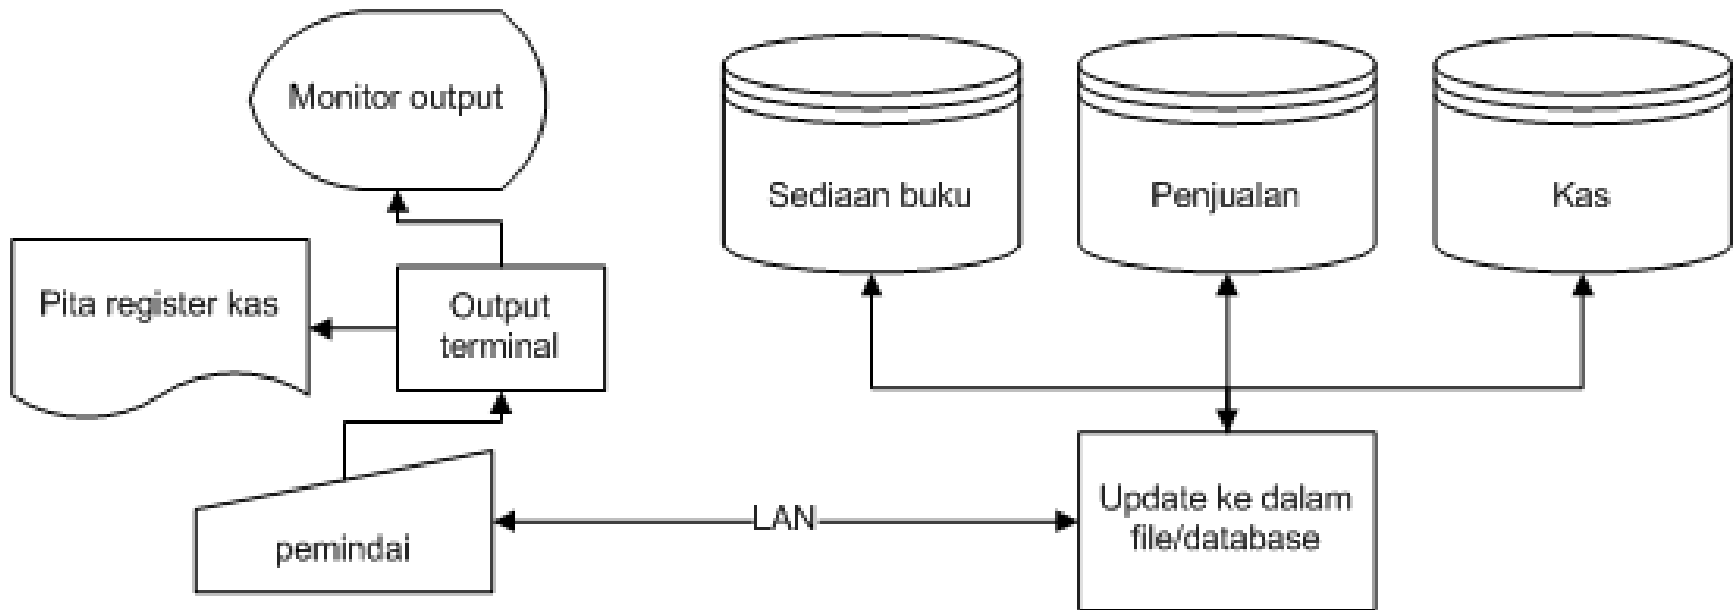 Monitor output
Sediaan buku
Penjualan
Kas
Pita register kas
Output
terminal
pemindai
LAN
Update ke dalam
file/database